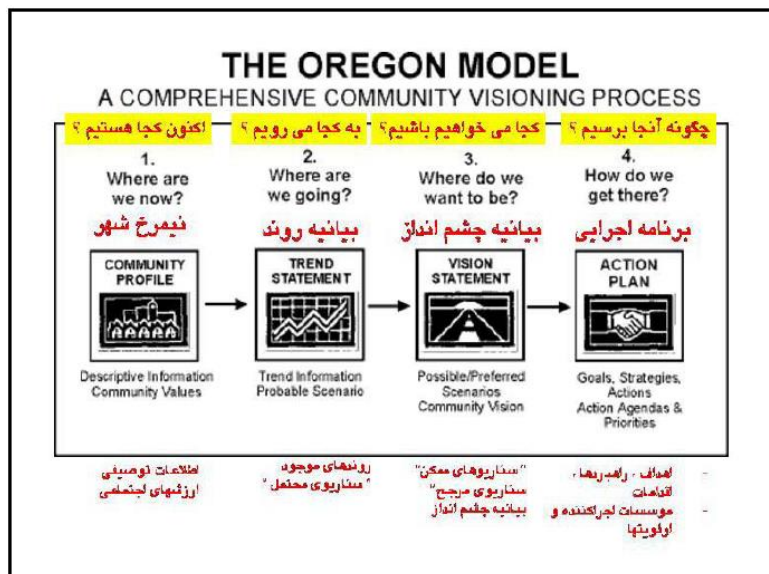 THE OREGON MODEL
A COMPREHENSIVE COMMUNITY VISIONING PROCESS
اکنون کجا هستیم ؟
به کجا می رویم ؟
کجا می خواهیم باشیم؟
چگونه آنجا برسیم ؟
1.
Where are
we now?
2.
Where are
we going?
3.
Where do we
want to be?
4.
How do we
get there?
نیمرخ شهر
بیانیه روند
بیانیه چشم انداز
برنامه اجرایی
COMMUNITY
PROFILE
TREND
STATEMENT
VISION
STATEMENT
ACTION
PLAN
Descriptive Information
Community Values
Trend Information
Probable Scenario
Possible/Preferred
Scenarios
Community Vision
Goals, Strategies,
Actions
Action Agendas &
Priorities
اطلاعات توصیفی
ارزشهای اجتماعی
روندهای موجود
"سناریوی محتمل"
"سناریوهای ممکن"
سناریوی مرجح"
بیانیه چشم انداز
- اهداف ، راهبردها ،
اقدامات
- موسسات اجراکننده و
اولویتها